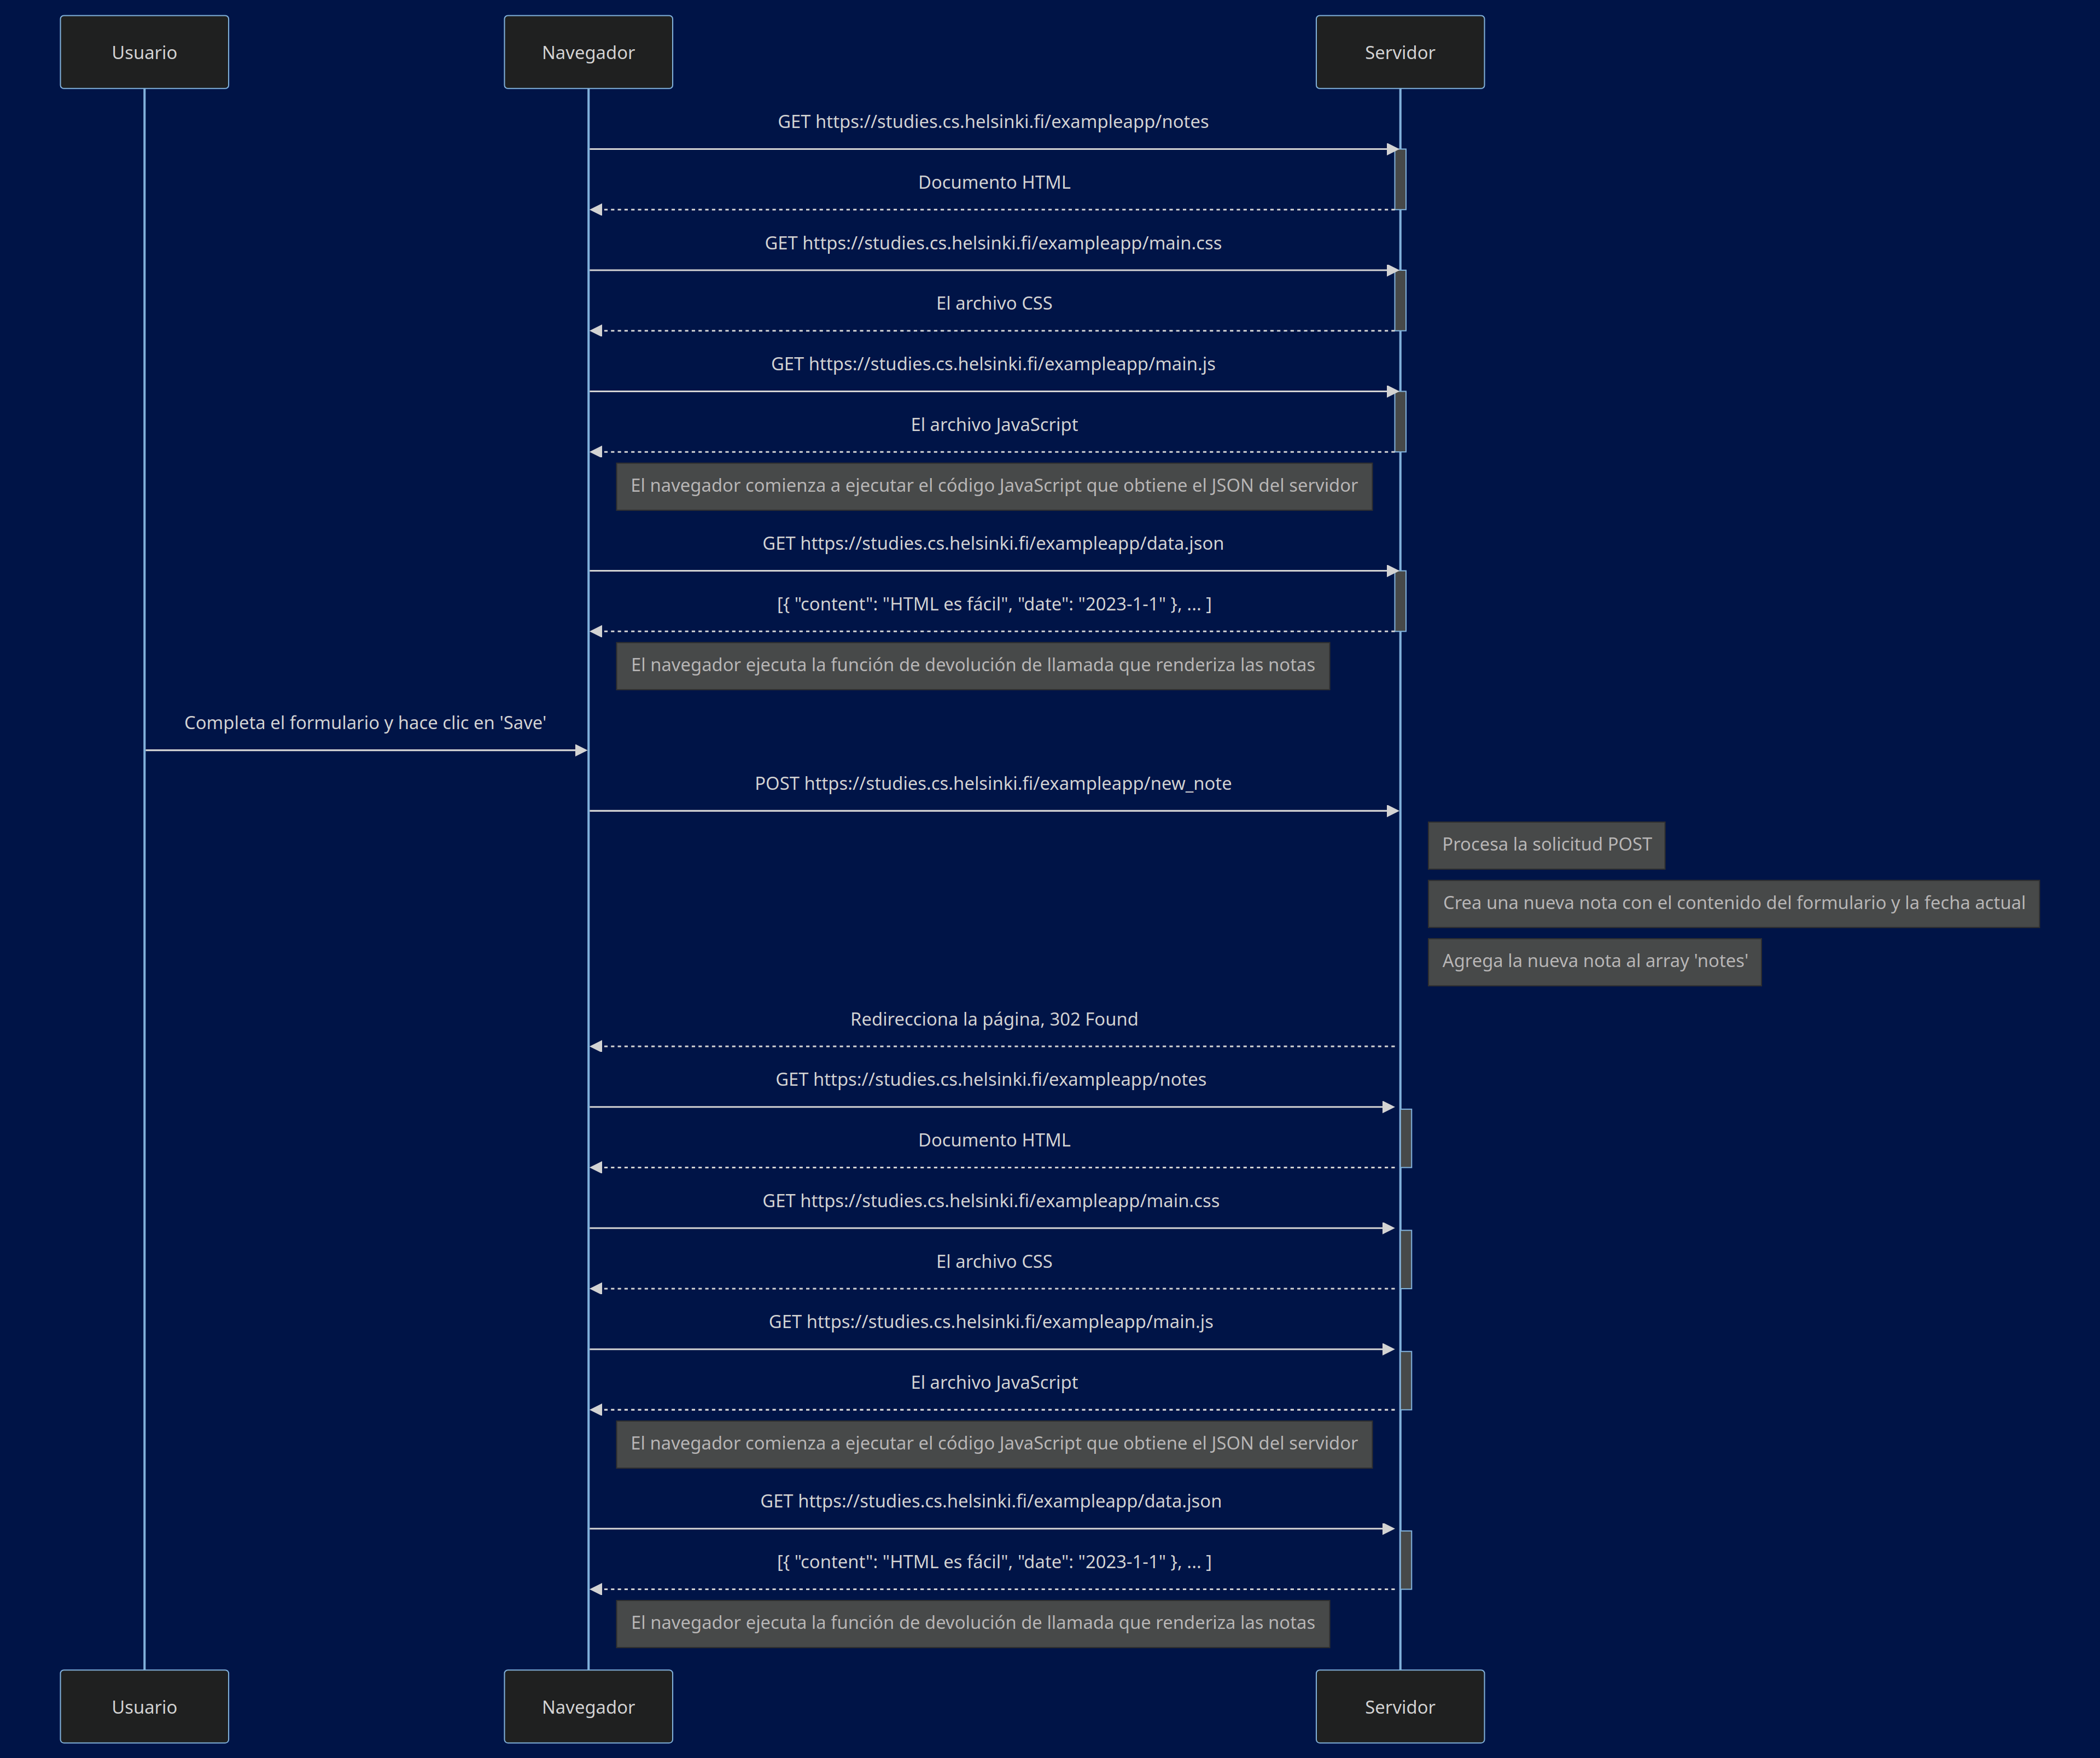 Usuario
Navegador
Servidor
GET https://studies.cs.helsinki.fi/exampleapp/notes
Documento HTML
GET https://studies.cs.helsinki.fi/exampleapp/main.css
El archivo CSS
GET https://studies.cs.helsinki.fi/exampleapp/main.js
El archivo JavaScript
El navegador comienza a ejecutar el código JavaScript que obtiene el JSON del servidor
GET https://studies.cs.helsinki.fi/exampleapp/data.json
[{ "content": "HTML es fácil", "date": "2023-1-1" }, ... ]
El navegador ejecuta la función de devolución de llamada que renderiza las notas
Completa el formulario y hace clic en 'Save'
POST https://studies.cs.helsinki.fi/exampleapp/new_note
Procesa la solicitud POST
Crea una nueva nota con el contenido del formulario y la fecha actual
Agrega la nueva nota al array 'notes'
Redirecciona la página, 302 Found
GET https://studies.cs.helsinki.fi/exampleapp/notes
Documento HTML
GET https://studies.cs.helsinki.fi/exampleapp/main.css
El archivo CSS
GET https://studies.cs.helsinki.fi/exampleapp/main.js
El archivo JavaScript
El navegador comienza a ejecutar el código JavaScript que obtiene el JSON del servidor
GET https://studies.cs.helsinki.fi/exampleapp/data.json
[{ "content": "HTML es fácil", "date": "2023-1-1" }, ... ]
El navegador ejecuta la función de devolución de llamada que renderiza las notas
Usuario
Navegador
Servidor